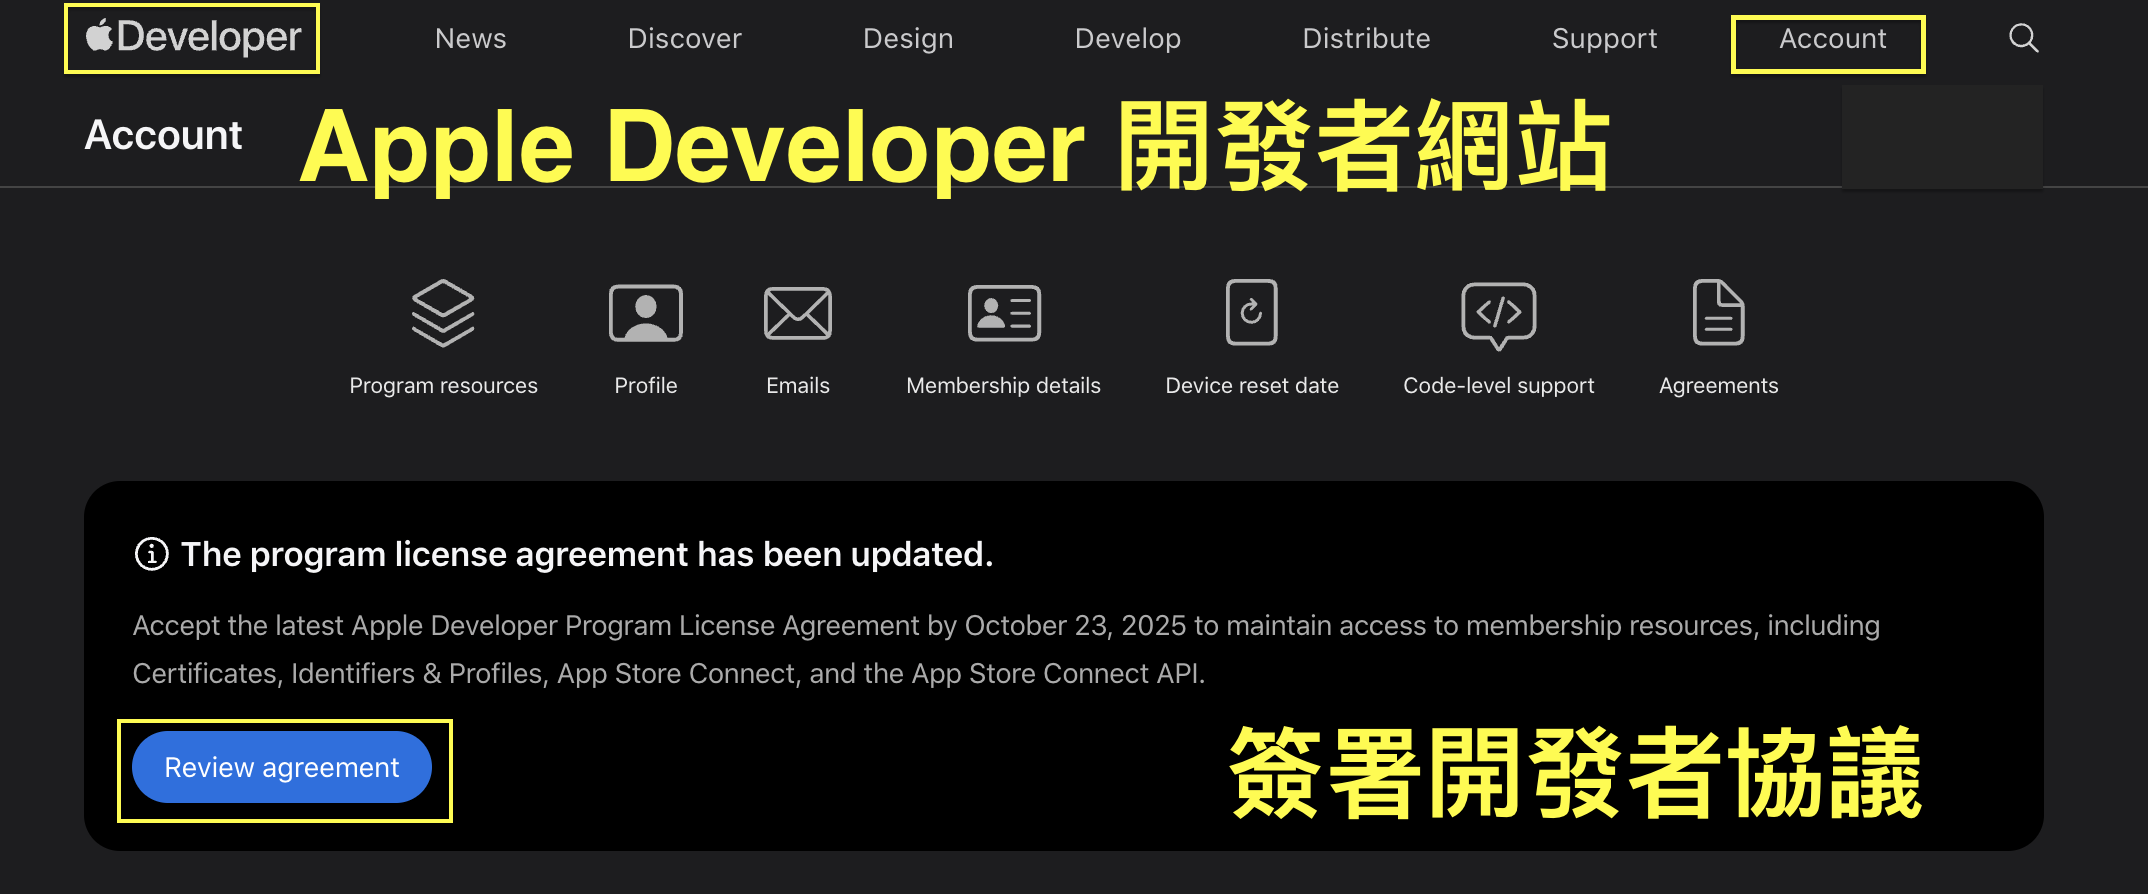 Developer
News
Discover
Design
Develop
Distribute
Support
Account
Account
Apple Developer 開發者網站
Program resources
Profile
Emails
Membership details
Device reset date
Code-level support
Agreements
The program license agreement has been updated.
Accept the latest Apple Developer Program License Agreement by October 23, 2025 to maintain access to membership resources, including
Certificates, Identifiers & Profiles, App Store Connect, and the App Store Connect API.
Review agreement
簽署開發者協議